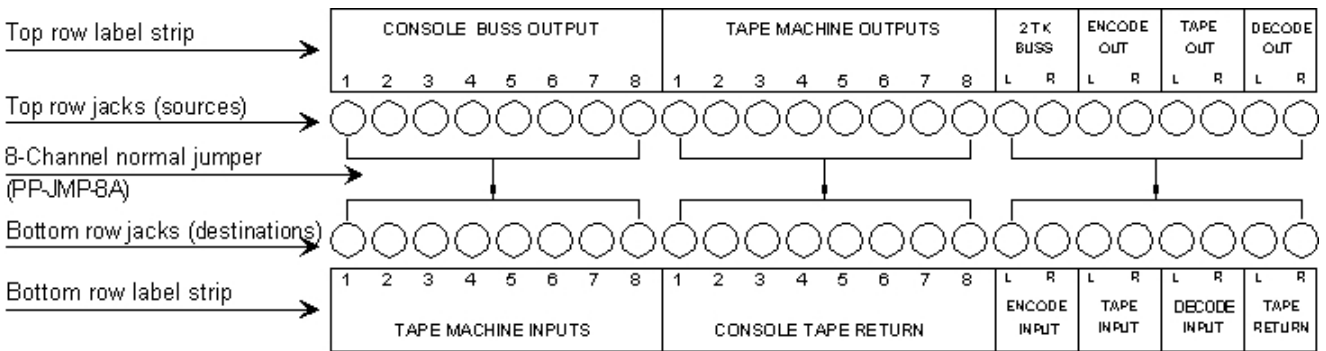 Top row label strip
CONSOLE BUSS OUTPUT
TAPE MACHINE OUTPUTS
2TK BUSS
ENCODE OUT
TAPE OUT
DECODE OUT
1 2 3 4 5 6 7 8 1 2 3 4 5 6 7 8 L R L R L R L R
Top row jacks (sources)
8-Channel normal jumper
(PP-JMP-8A)
Bottom row jacks (destinations)
Bottom row label strip
1 2 3 4 5 6 7 8 1 2 3 4 5 6 7 8 L R L R L R L R
TAPE MACHINE INPUTS
CONSOLE TAPE RETURN
ENCODE INPUT
TAPE INPUT
DECODE INPUT
TAPE RETURN